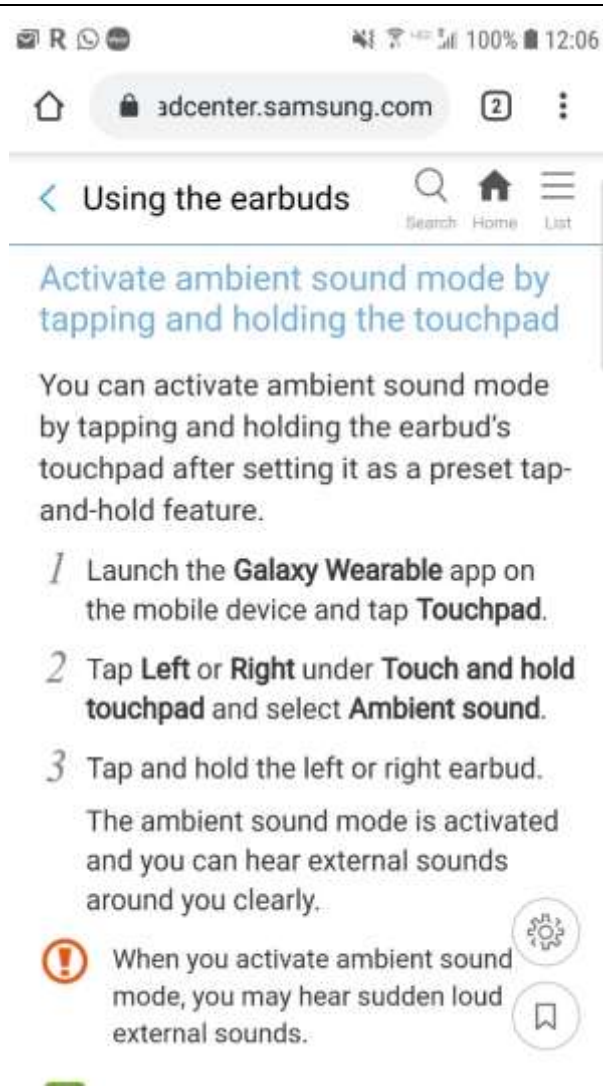 R 100% 12:06
adcenter.samsung.com 2
Using the earbuds
Search Home List
Activate ambient sound mode by
tapping and holding the touchpad
You can activate ambient sound mode
by tapping and holding the earbud's
touchpad after setting it as a preset tap-
and-hold feature.
1 Launch the Galaxy Wearable app on
the mobile device and tap Touchpad.
2 Tap Left or Right under Touch and hold
touchpad and select Ambient sound.
3 Tap and hold the left or right earbud.
The ambient sound mode is activated
and you can hear external sounds
around you clearly.
When you activate ambient sound
mode, you may hear sudden loud
external sounds.